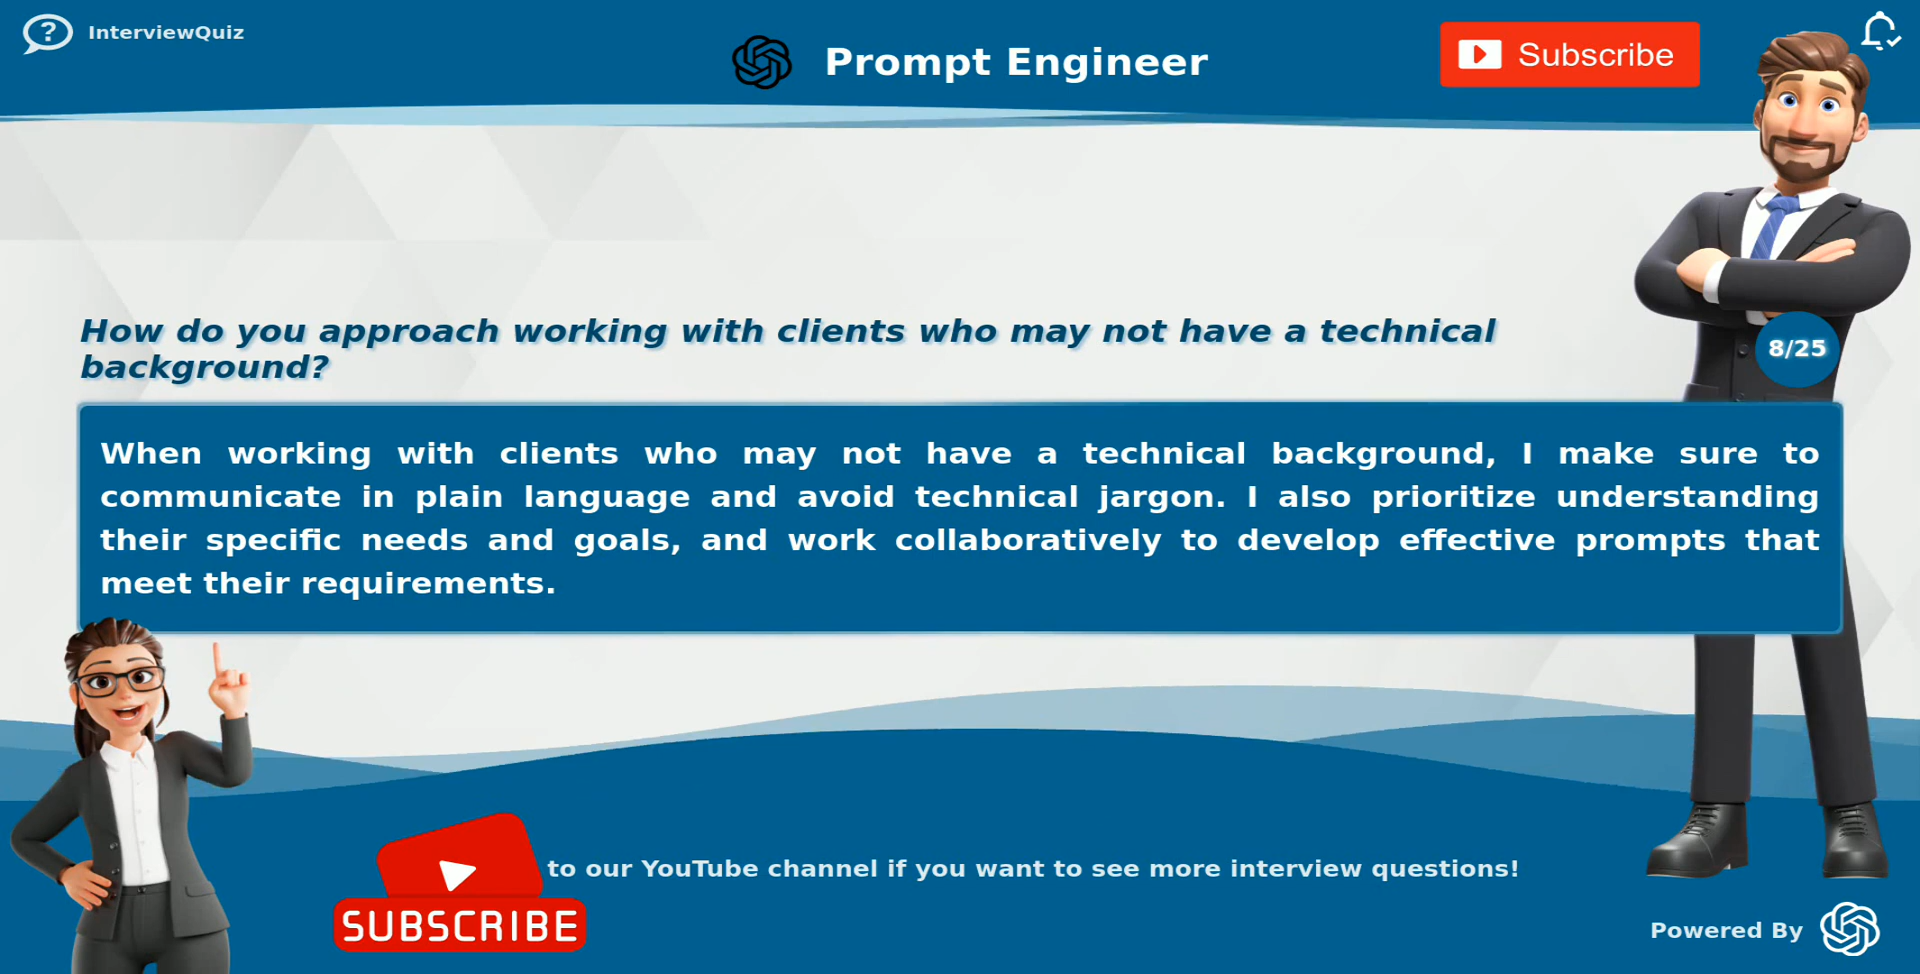 ?
InterviewQuiz
Prompt Engineer
Subscribe
How do you approach working with clients who may not have a technical
background?
8/25
When working with clients who may not have a technical background, I make sure to
communicate in plain language and avoid technical jargon. I also prioritize understanding
their specific needs and goals, and work collaboratively to develop effective prompts that
meet their requirements.
to our YouTube channel if you want to see more interview questions!
SUBSCRIBE
Powered By